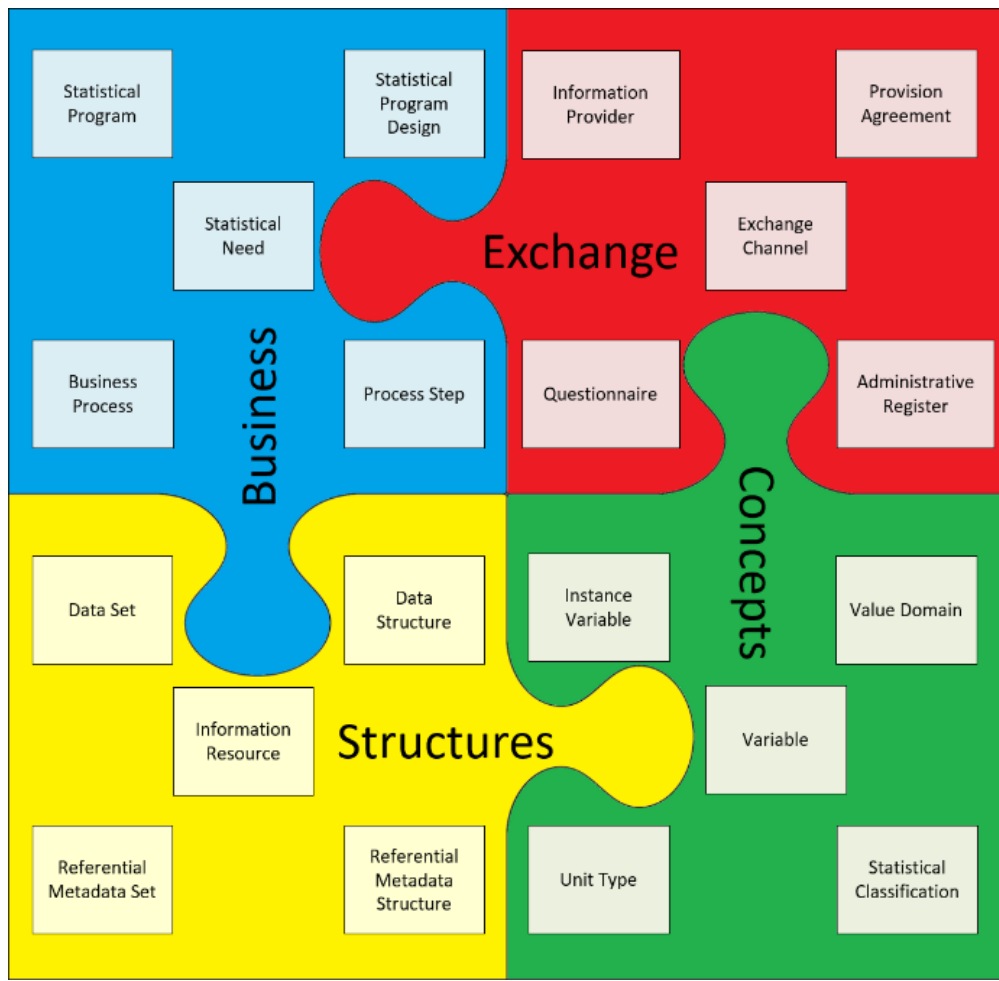 Statistical
Program
Statistical
Program
Design
Statistical
Need
Business
Process
Process Step
Business
Information
Provider
Provision
Agreement
Exchange
Channel
Exchange
Questionnaire
Administrative
Register
Data Set
Data
Structure
Information
Resource
Structures
Referential
Metadata Set
Referential
Metadata
Structure
Concepts
Instance
Variable
Value Domain
Variable
Unit Type
Statistical
Classification